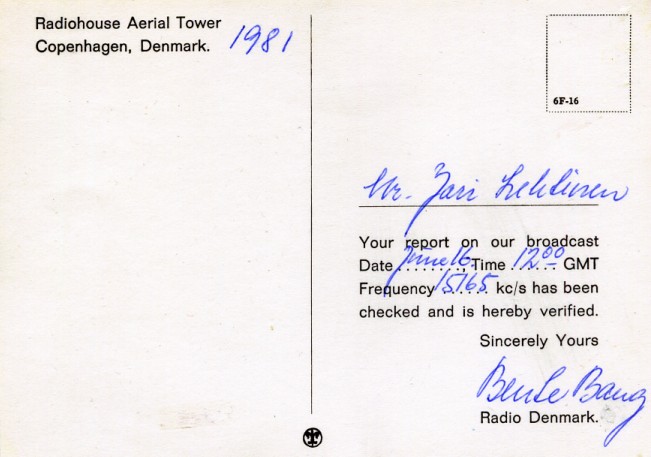 Radiohouse Aerial Tower
Copenhagen, Denmark. 1981
6F-16
Mr. Jari Lehtinen
Your report on our broadcast
Date June 16. Time 12 00 GMT
Frequency 15165 kc/s has been
checked and is hereby verified.
Sincerely Yours
Bente Bang
Radio Denmark.